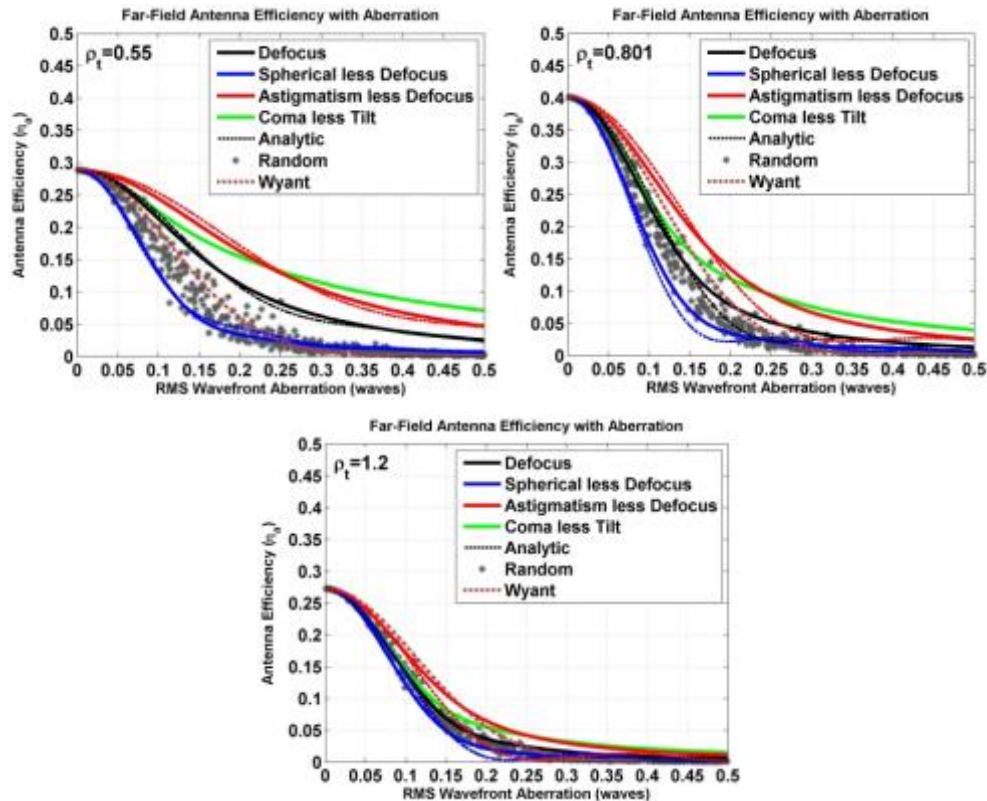 Far-Field Antenna Efficiency with Aberration
ρt=0.55
Defocus
Spherical less Defocus
Astigmatism less Defocus
Coma less Tilt
Analytic
Random
Wyant
Antenna Efficiency (ηa)
0.5
0.45
0.4
0.35
0.3
0.25
0.2
0.15
0.1
0.05
0
0 0.05 0.1 0.15 0.2 0.25 0.3 0.35 0.4 0.45 0.5
RMS Wavefront Aberration (waves)
Far-Field Antenna Efficiency with Aberration
ρt=0.801
Defocus
Spherical less Defocus
Astigmatism less Defocus
Coma less Tilt
Analytic
Random
Wyant
Antenna Efficiency (ηa)
0.5
0.45
0.4
0.35
0.3
0.25
0.2
0.15
0.1
0.05
0
0 0.05 0.1 0.15 0.2 0.25 0.3 0.35 0.4 0.45 0.5
RMS Wavefront Aberration (waves)
Far-Field Antenna Efficiency with Aberration
ρt=1.2
Defocus
Spherical less Defocus
Astigmatism less Defocus
Coma less Tilt
Analytic
Random
Wyant
Antenna Efficiency (ηa)
0.5
0.45
0.4
0.35
0.3
0.25
0.2
0.15
0.1
0.05
0
0 0.05 0.1 0.15 0.2 0.25 0.3 0.35 0.4 0.45 0.5
RMS Wavefront Aberration (waves)